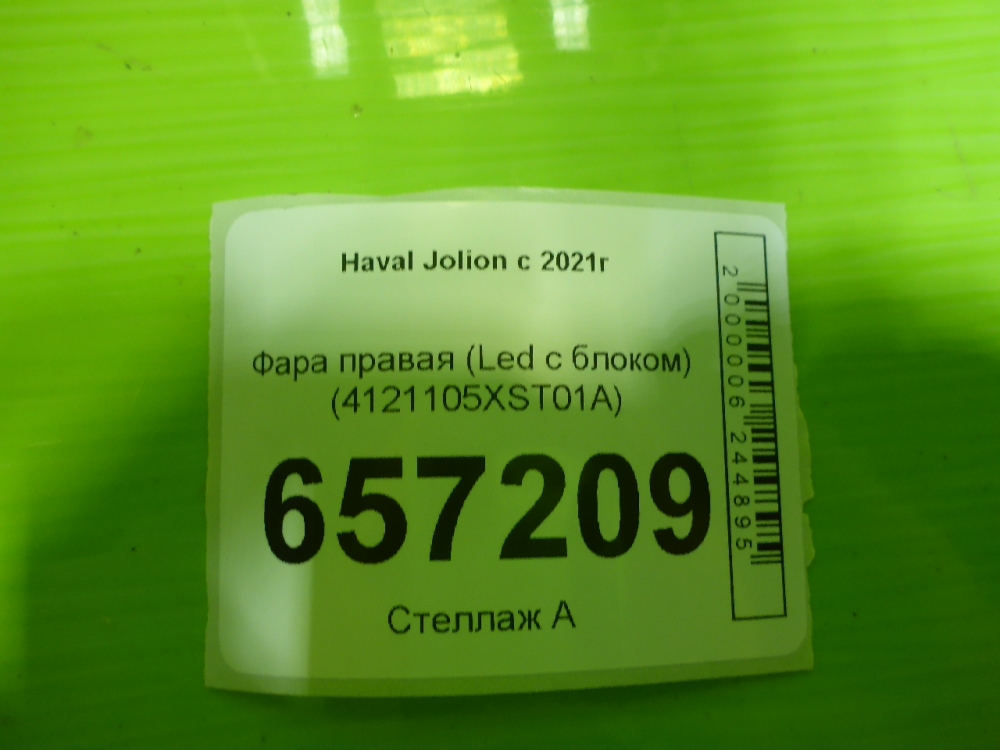 Haval Jolion с 2021г
Фара правая (Led с блоком)
(4121105XST01A)
657209
Стеллаж А
2000006244895